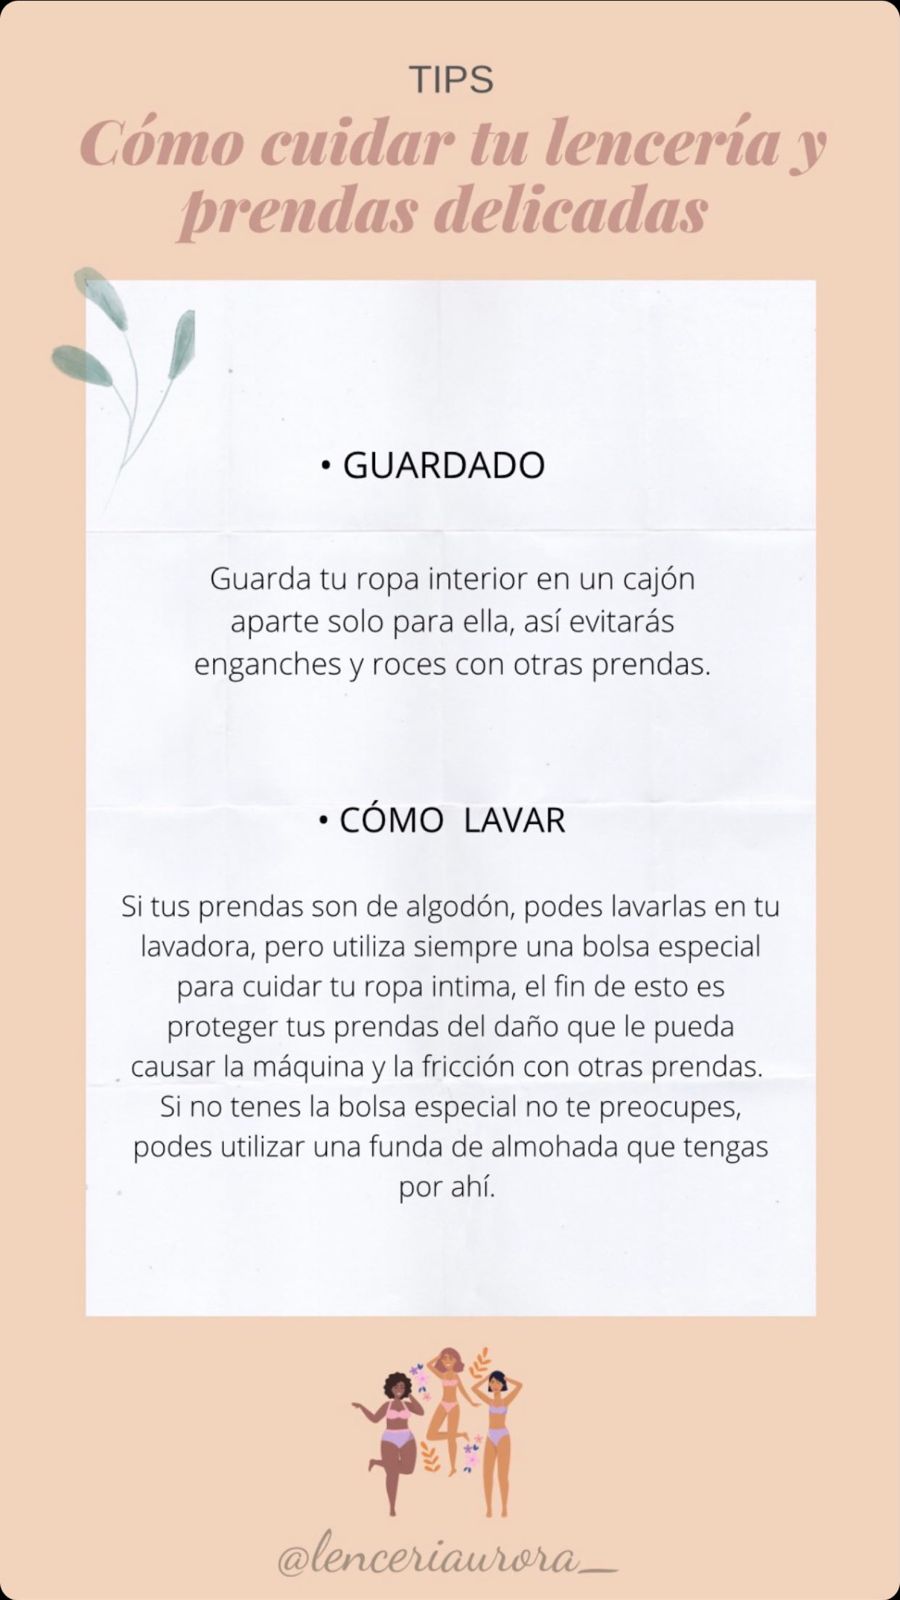 TIPS
Cómo cuidar tu lencería y
prendas delicadas
• GUARDADO
Guarda tu ropa interior en un cajón
aparte solo para ella, así evitarás
enganches y roces con otras prendas.
• CÓMO LAVAR
Si tus prendas son de algodón, podes lavarlas en tu
lavadora, pero utiliza siempre una bolsa especial
para cuidar tu ropa intima, el fin de esto es
proteger tus prendas del daño que le pueda
causar la máquina y la fricción con otras prendas.
Si no tenes la bolsa especial no te preocupes,
podes utilizar una funda de almohada que tengas
por ahí.
@lenceriaurora_